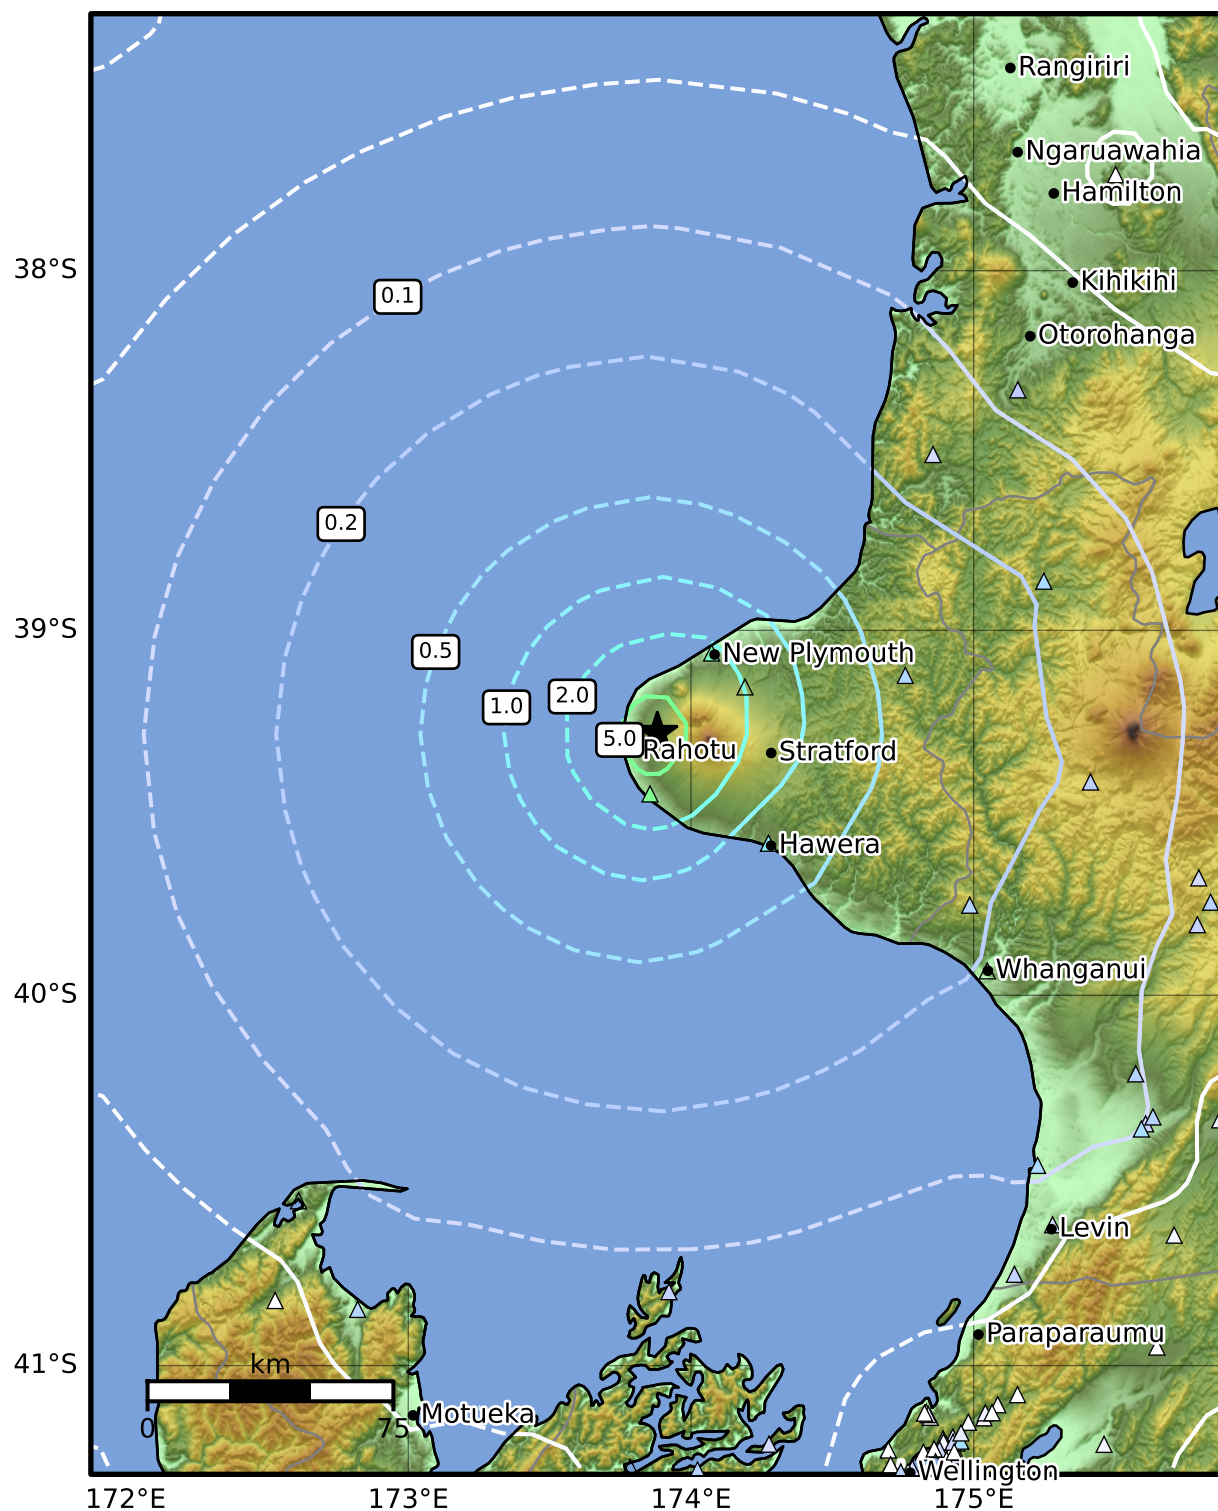 Rangiriri
Ngaruawahia
Hamilton
38°S
Kihikihi
0.1
Otorohanga
0.2
39°S
0.5
New Plymouth
1.0
2.0
5.0
Rahotu
Stratford
Hawera
Whanganui
40°S
Levin
Paraparaumu
41°S
km
0
75
Motueka
Wellington
172°E
173°E
174°E
175°E